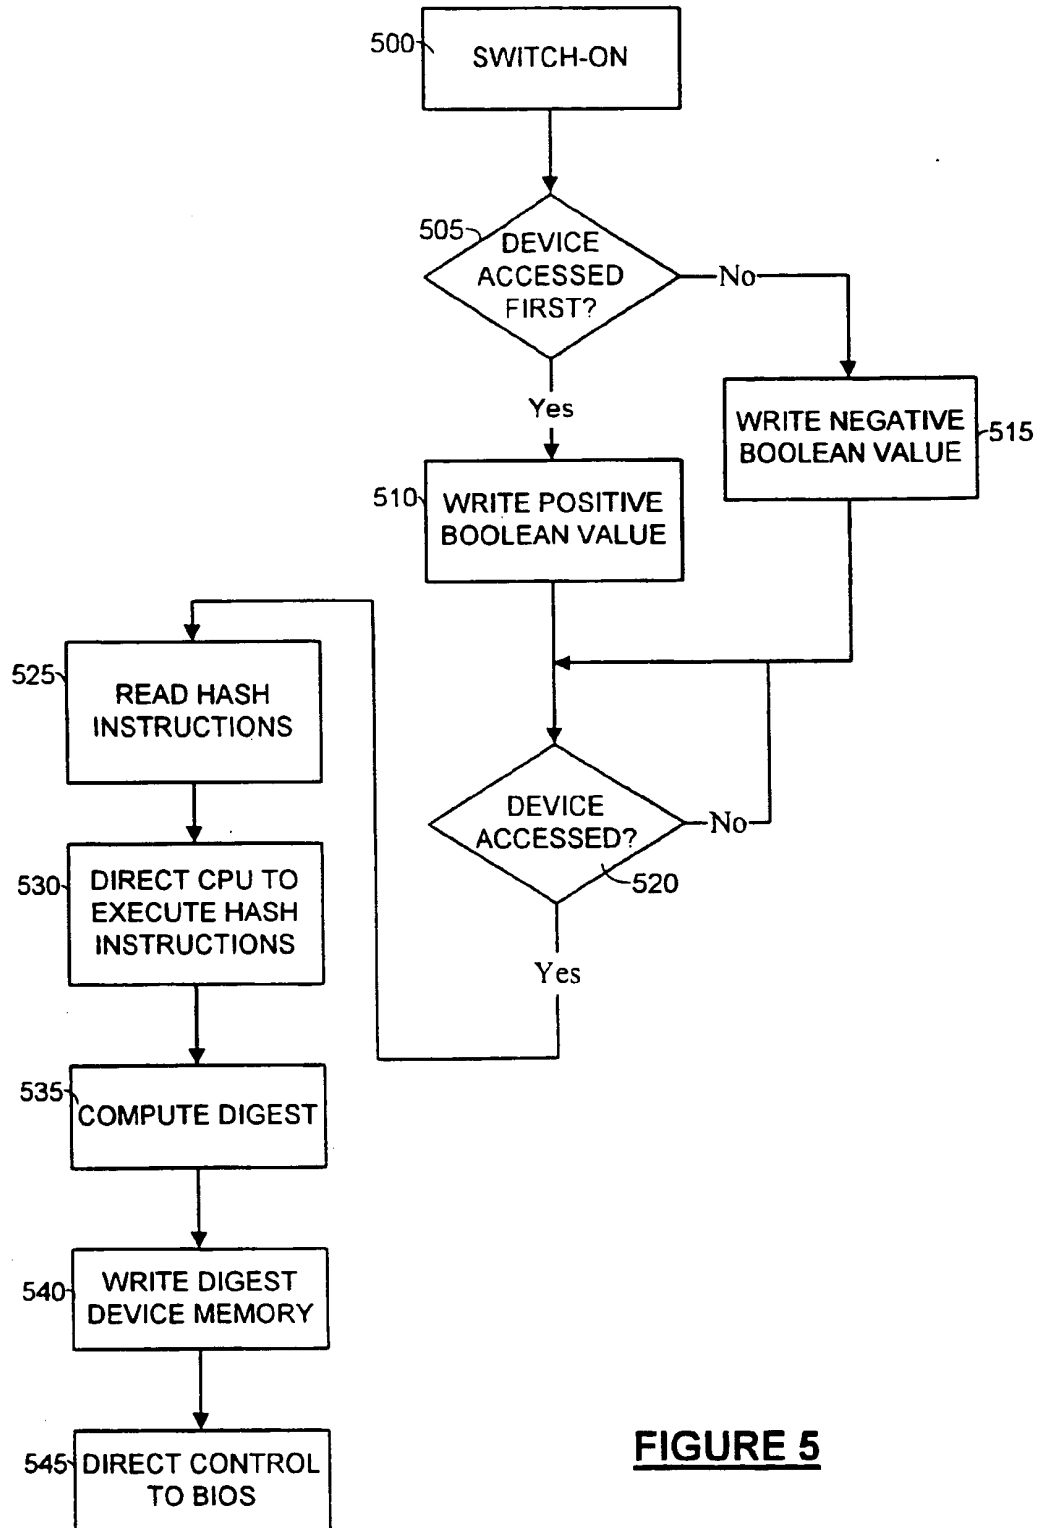 500
SWITCH-ON
505
DEVICE
ACCESSED
FIRST?
No
Yes
WRITE NEGATIVE
BOOLEAN VALUE
515
510
WRITE POSITIVE
BOOLEAN VALUE
525
READ HASH
INSTRUCTIONS
DEVICE
ACCESSED?
No
520
Yes
530
DIRECT CPU TO
EXECUTE HASH
INSTRUCTIONS
535
COMPUTE DIGEST
540
WRITE DIGEST
DEVICE MEMORY
545
DIRECT CONTROL
TO BIOS
FIGURE 5